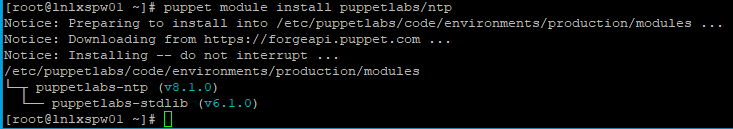 [root@lnlxspw01 ~]# puppet module install puppetlabs/ntp
Notice: Preparing to install into /etc/puppetlabs/code/environments/production/modules ...
Notice: Downloading from https://forgeapi.puppet.com ...
Notice: Installing -- do not interrupt ...
/etc/puppetlabs/code/environments/production/modules
└─┬ puppetlabs-ntp (v8.1.0)
  └── puppetlabs-stdlib (v6.1.0)
[root@lnlxspw01 ~]#